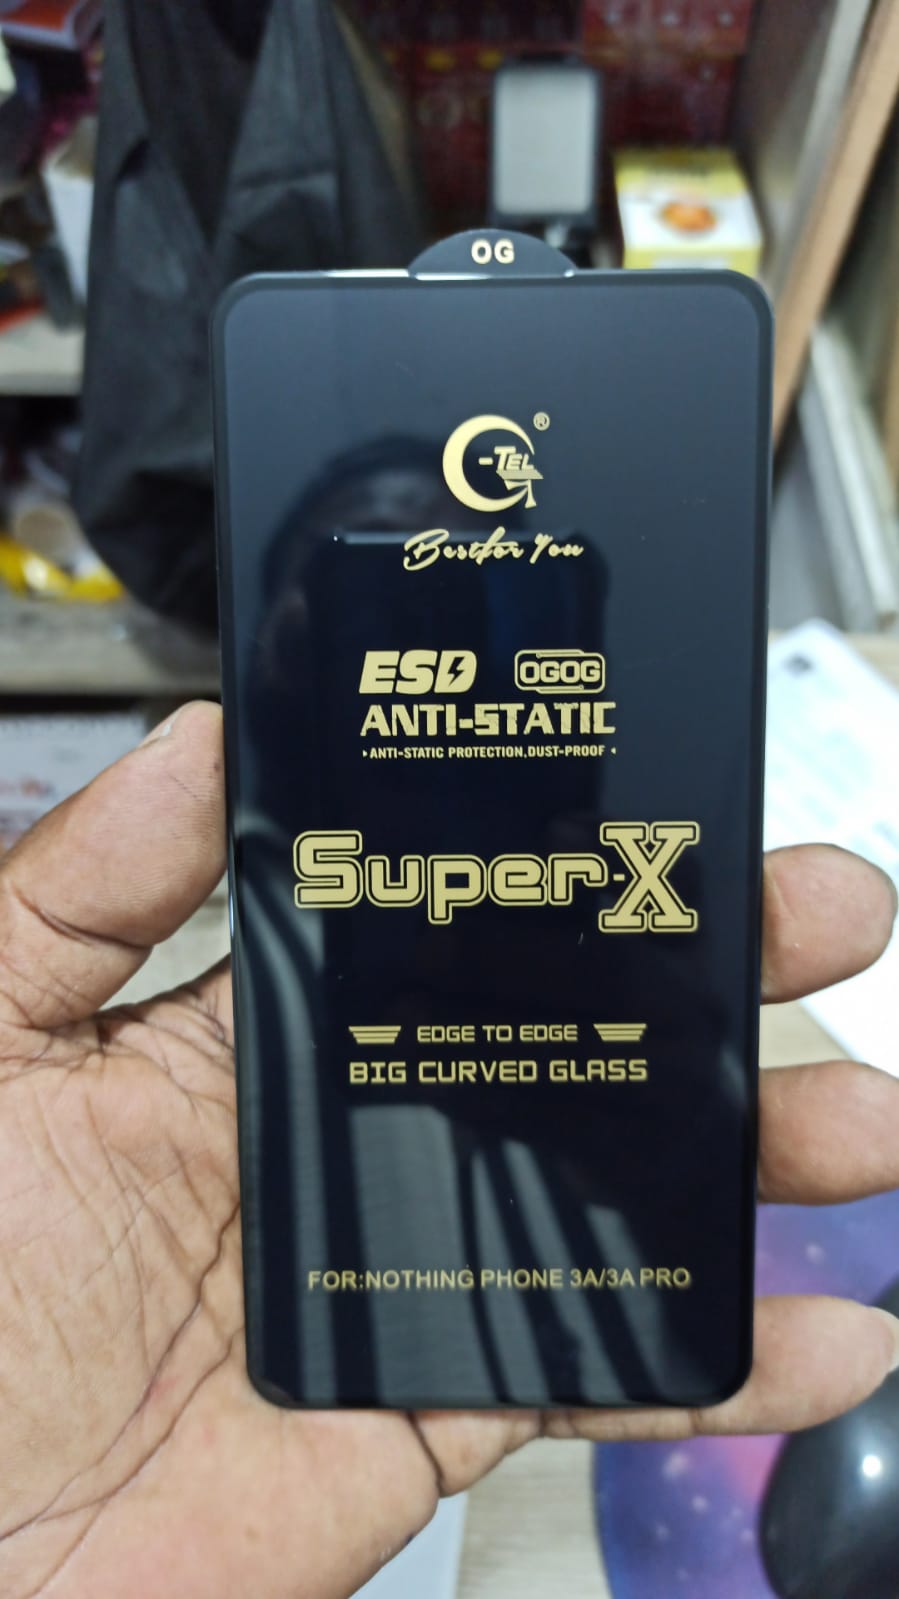 OG
-TEL ®
Best for You
ESD OGOG
ANTI-STATIC
ANTI-STATIC PROTECTION,DUST-PROOF
Super-X
EDGE TO EDGE
BIG CURVED GLASS
FOR:NOTHING PHONE 3A/3A PRO